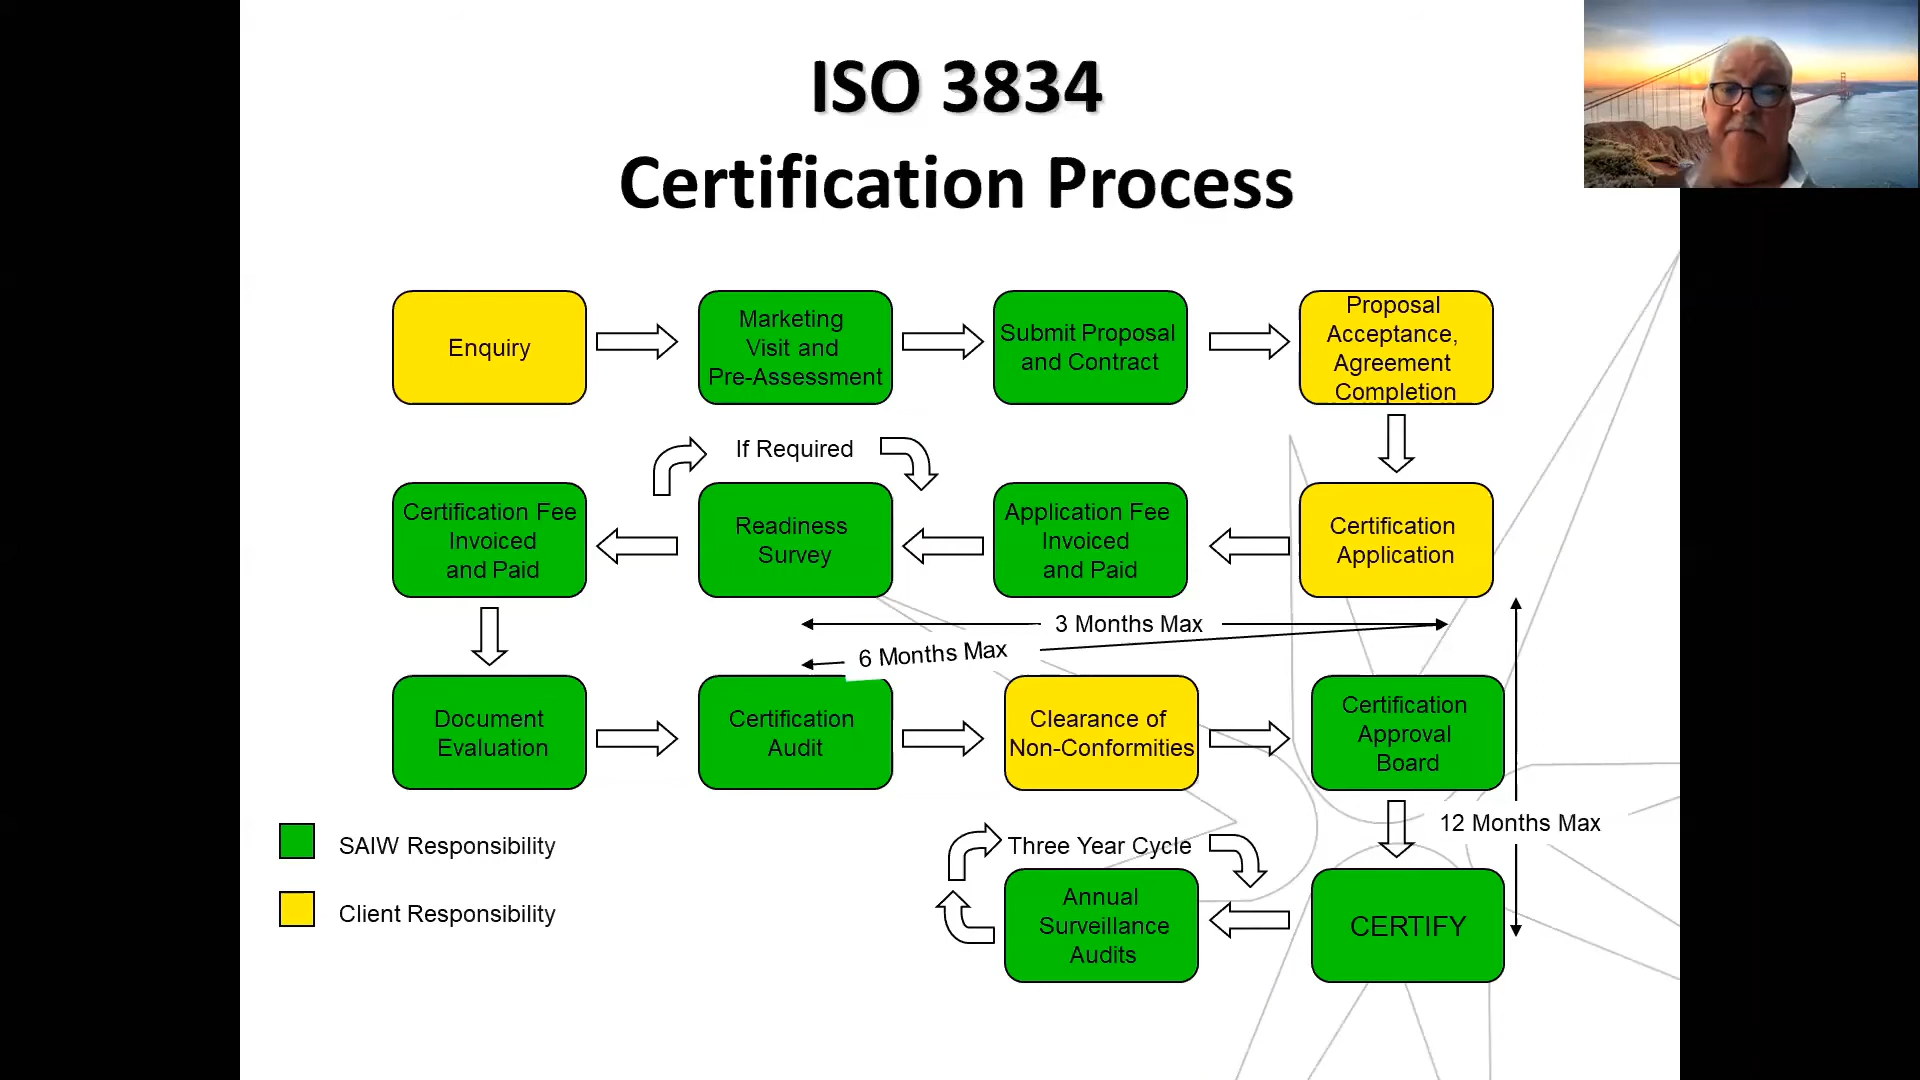 ISO 3834
Certification Process
Enquiry
Marketing
Visit and
Pre-Assessment
Submit Proposal
and Contract
Proposal
Acceptance,
Agreement
Completion
If Required
Certification Fee
Invoiced
and Paid
Readiness
Survey
Application Fee
Invoiced
and Paid
Certification
Application
3 Months Max
6 Months Max
Document
Evaluation
Certification
Audit
Clearance of
Non-Conformities
Certification
Approval
Board
12 Months Max
SAIW Responsibility
Three Year Cycle
Client Responsibility
Annual
Surveillance
Audits
CERTIFY